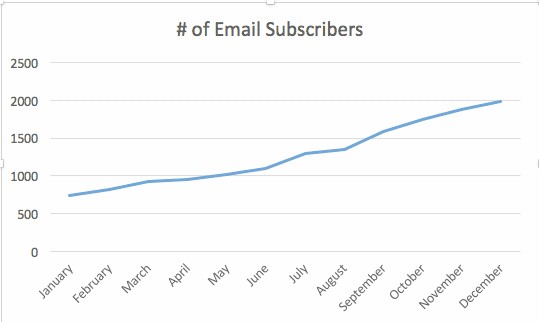 # of Email Subscribers
2500
2000
1500
1000
500
0
January
February
March
April
May
June
July
August
September
October
November
December